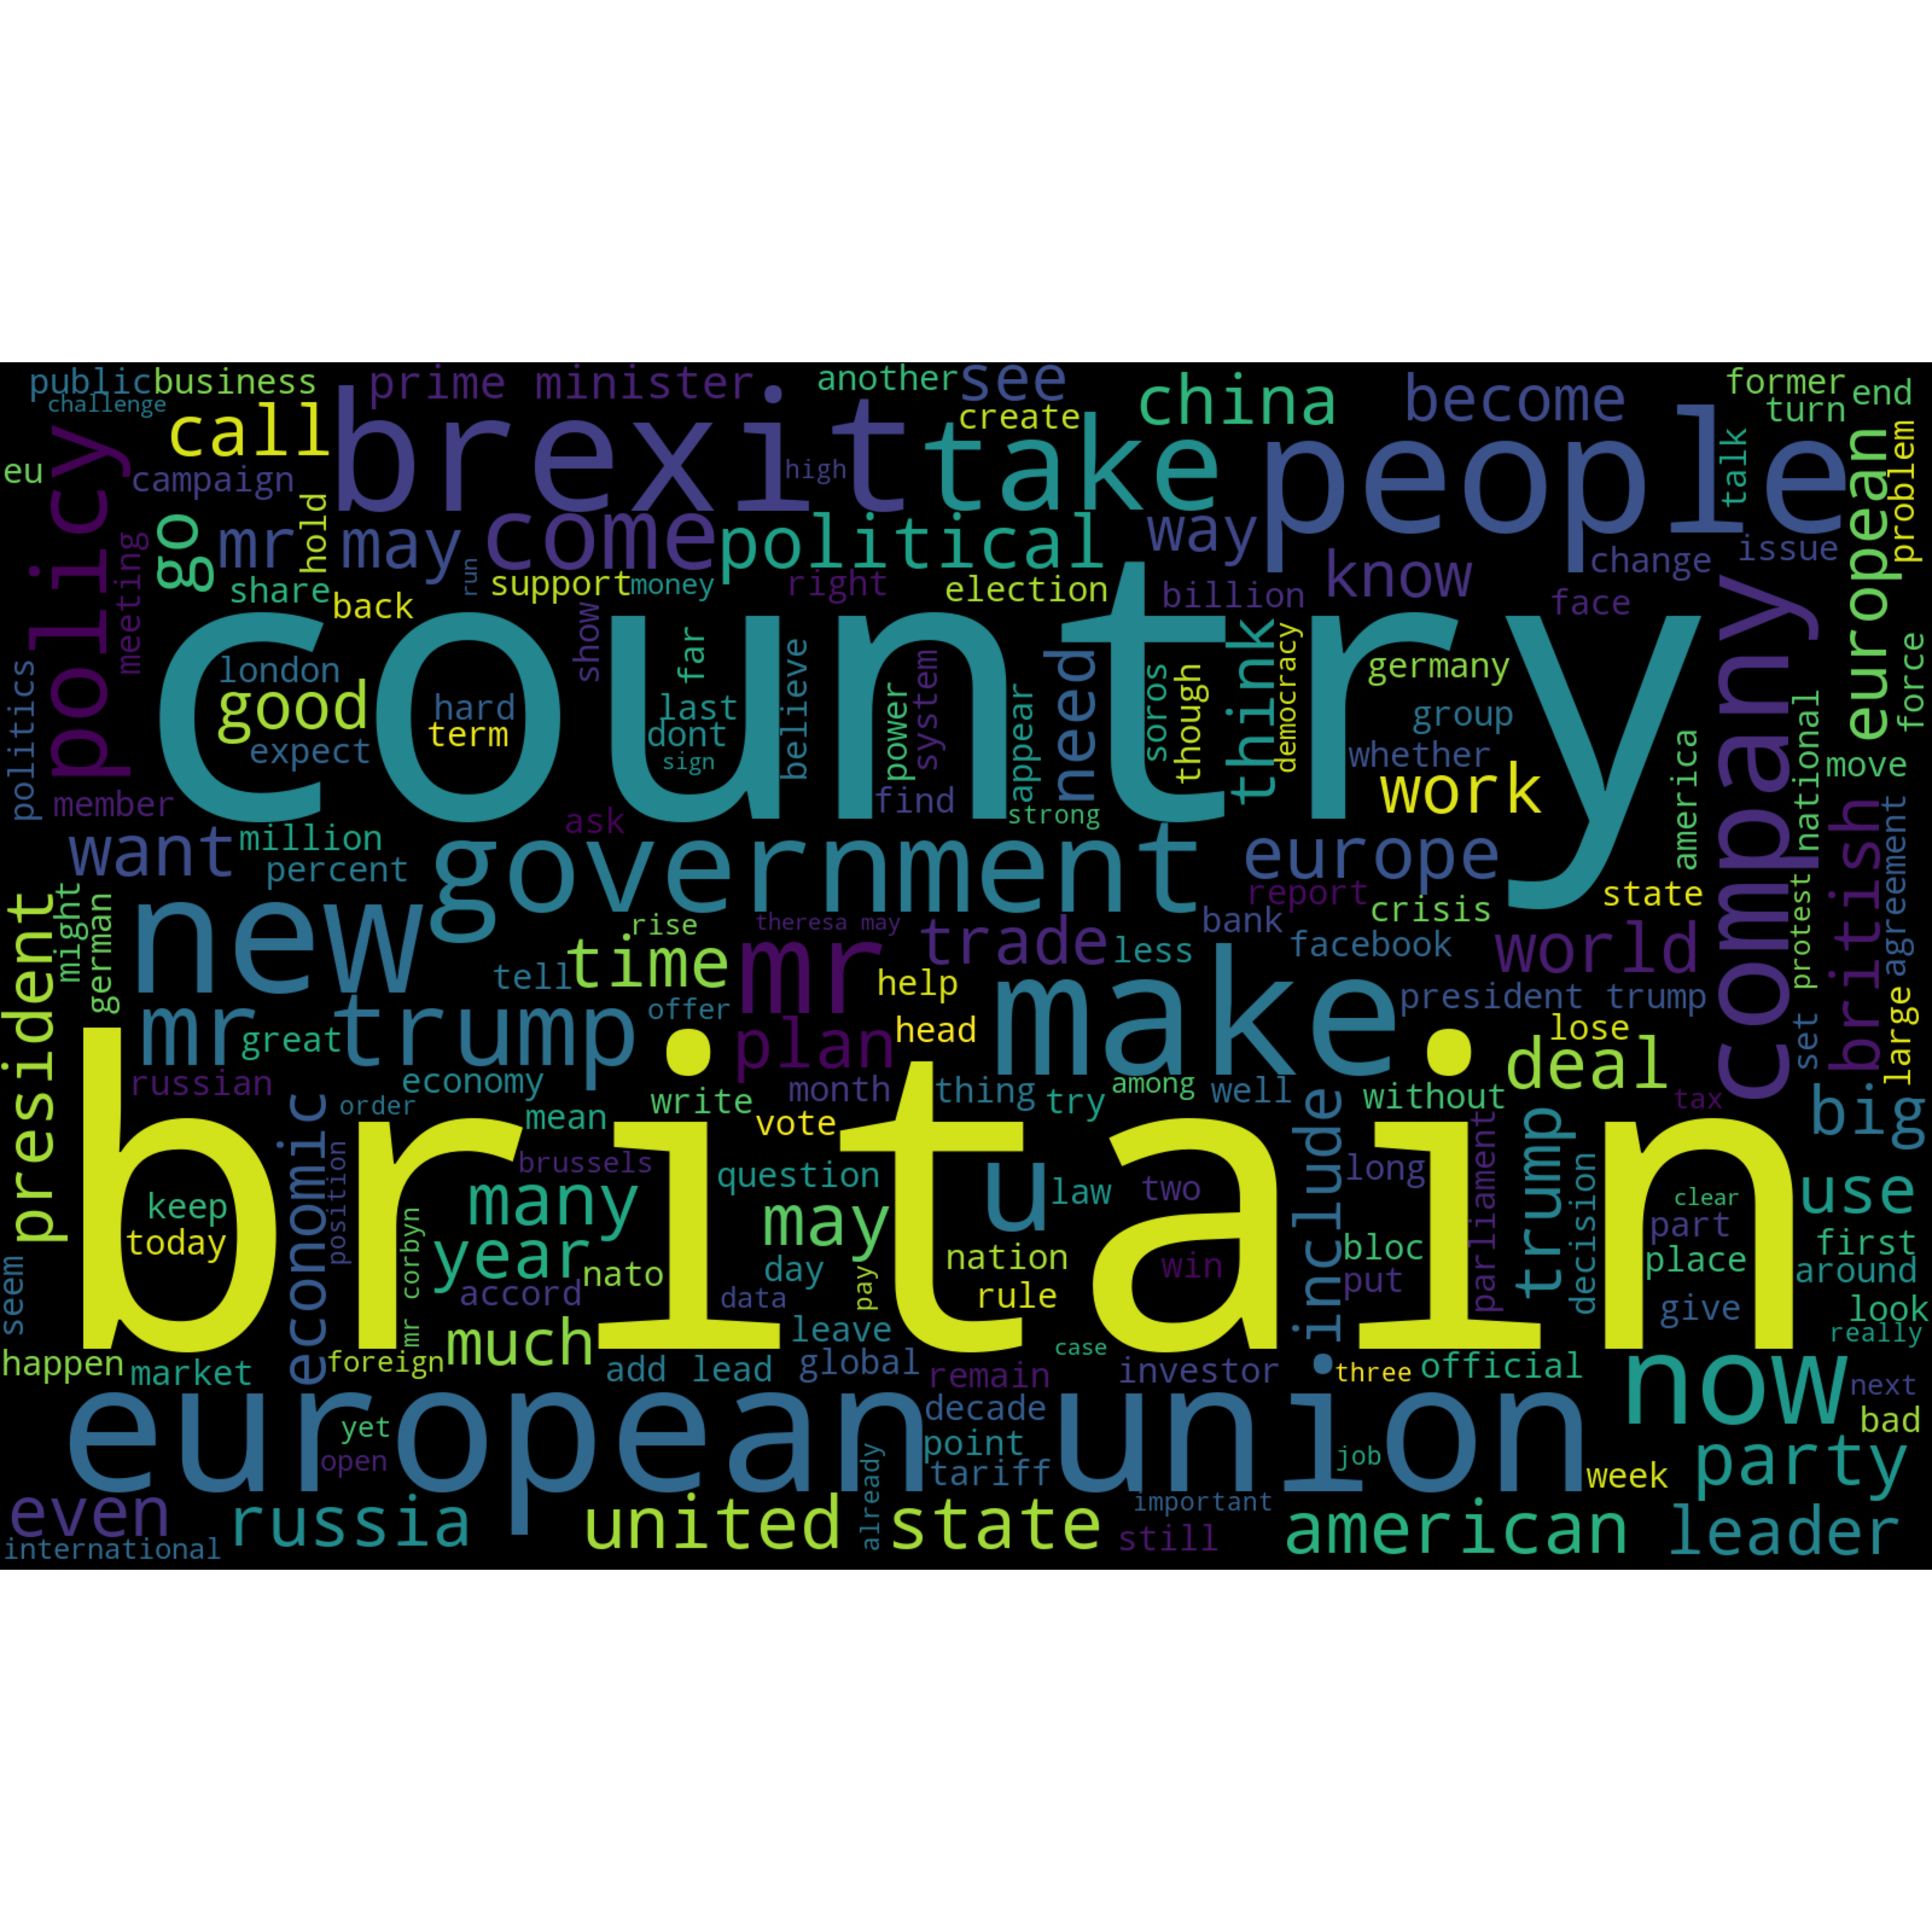 public business prime minister another see china become former end
challenge create turn
call brexit take people
eu campaign high talk problem european
policy go hold mr may come political way know change issue
meeting share back run support money right election billion face
country
politics london show far believe system soros though democracy germany company national force
good hard last need think group
expect term dont power appear whether america move
sign find work
member strong
want million ask government europe british agreement
percent report state
new rise theresa may bank crisis protest
president might german time mr trade less facebook world
tell help president trump
mr trump offer make set large
great plan head lose deal
russian economy month thing among well without tax big
economic order write try include
mean vote parliament trump
britain
position brussels question u law two long decision clear use
keep many part
today mr corbyn year may nation bloc place first
nato day win around
seem accord data pay rule put give look
much leave really
happen market foreign add lead global case investor three official now
remain next
european union
yet decade bad
open already point job party
tariff week
even russia united state important american leader
international still